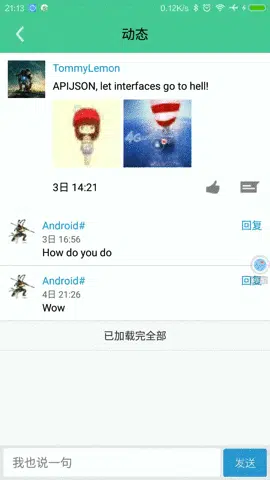 21:13
0.12K/s
动态
TommyLemon
APIJSON, let interfaces go to hell!
4G
3日 14:21
Android#
回复
3日 16:56
How do you do
Android#
回复
4日 21:26
Wow
已加载完全部
我也说一句
发送